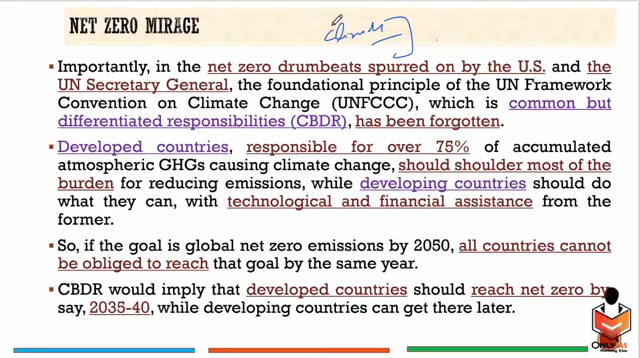 NET ZERO MIRAGE
Importantly, in the net zero drumbeats spurred on by the U.S. and the
UN Secretary General, the foundational principle of the UN Framework
Convention on Climate Change (UNFCCC), which is common but
differentiated responsibilities (CBDR), has been forgotten.
Developed countries, responsible for over 75% of accumulated
atmospheric GHGs causing climate change, should shoulder most of the
burden for reducing emissions, while developing countries should do
what they can, with technological and financial assistance from the
former.
So, if the goal is global net zero emissions by 2050, all countries cannot
be obliged to reach that goal by the same year.
CBDR would imply that developed countries should reach net zero by
say, 2035-40, while developing countries can get there later.